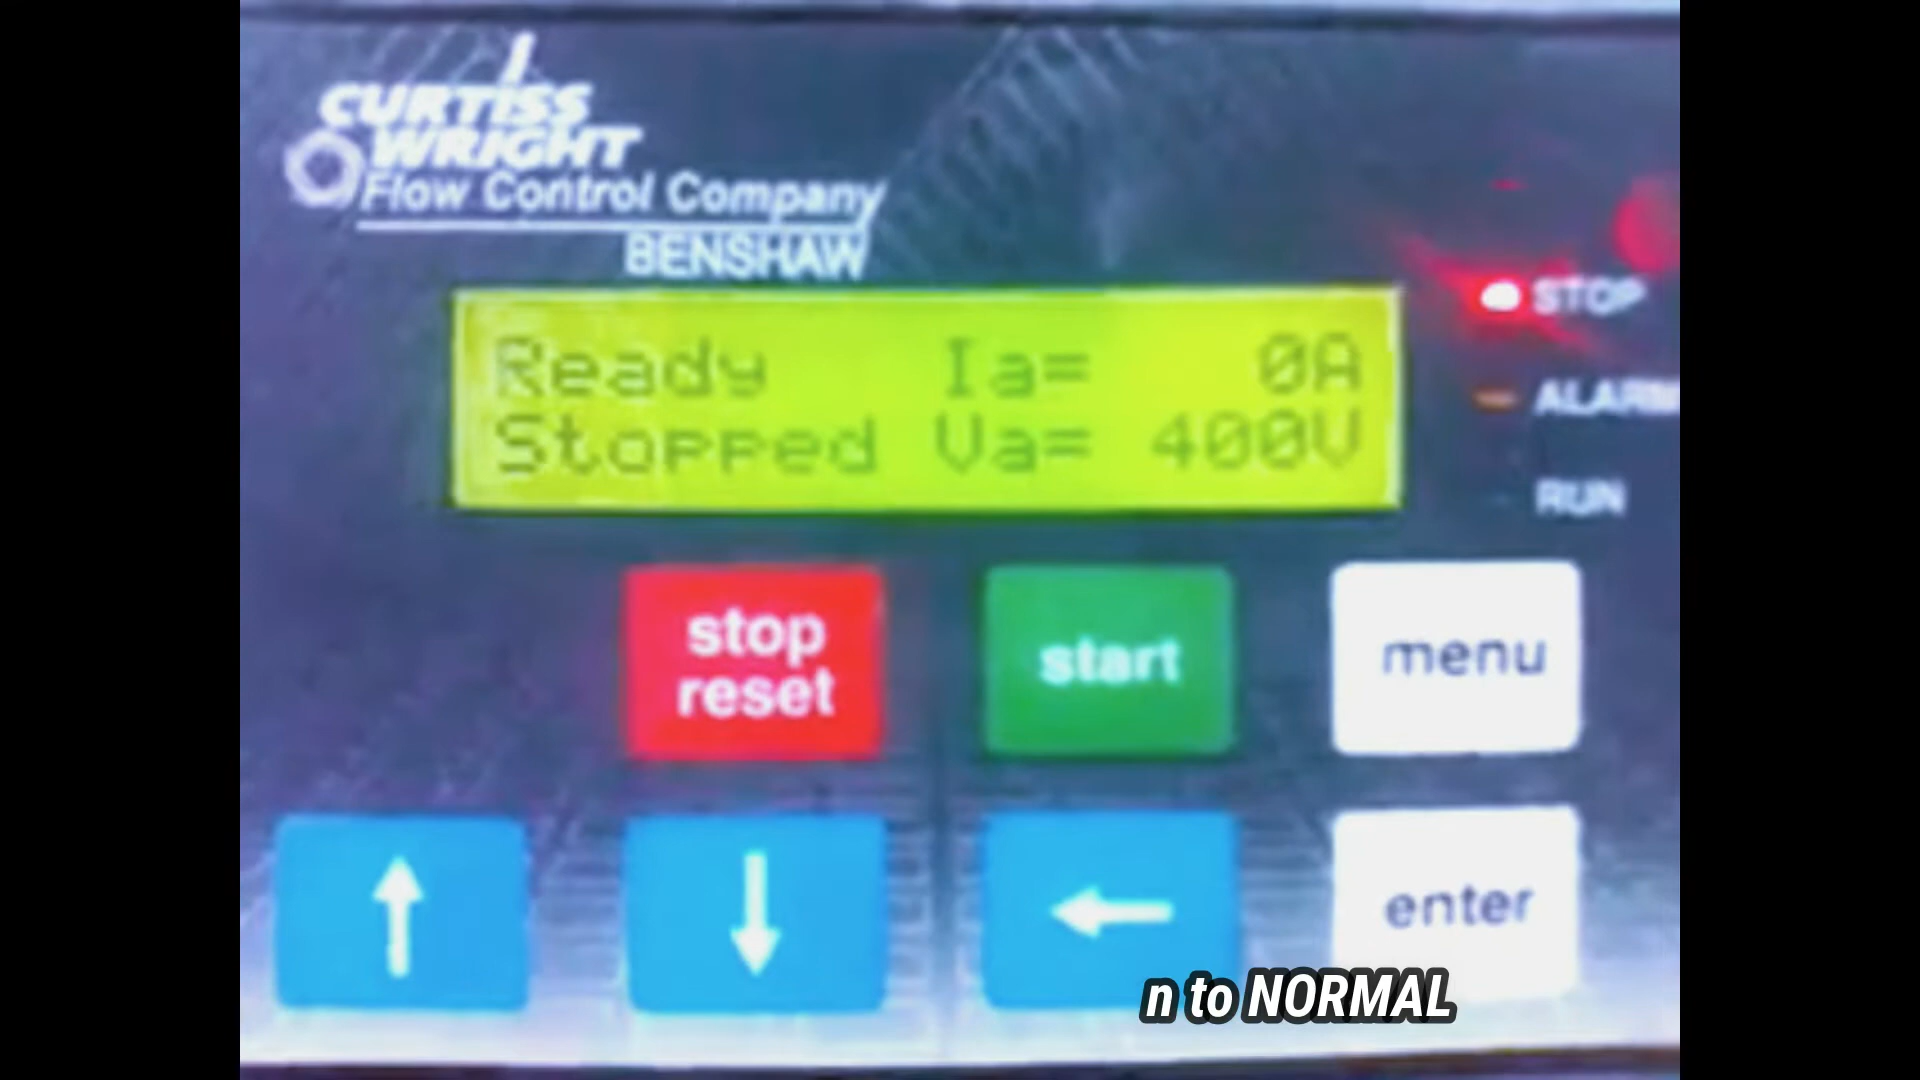 CURTISS
WRIGHT
Flow Control Company
BENSHAW
Ready Ia= 0A
Stopped Va= 400V
STOP
ALARM
RUN
stop
reset
start
menu
enter
n to NORMAL